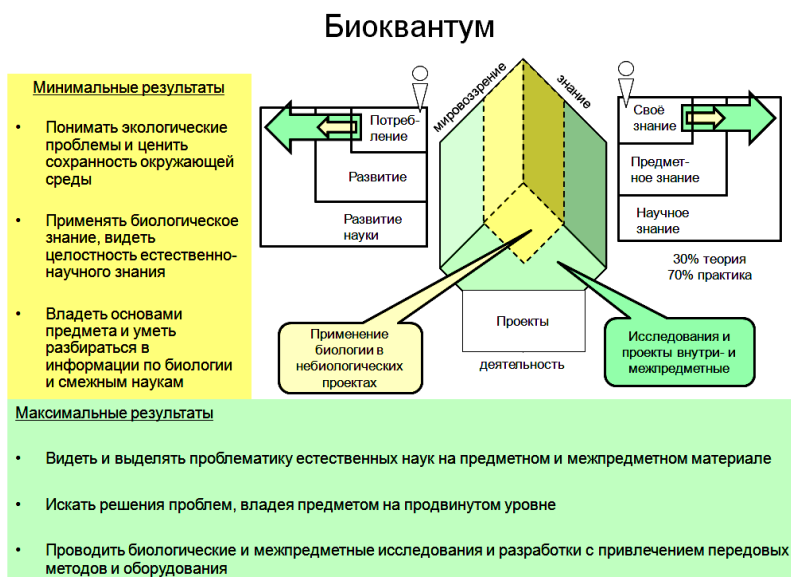 Биоквантум
Минимальные результаты
• Понимать экологические
проблемы и ценить
сохранность окружающей
среды
• Применять биологическое
знание, видеть
целостность естественно-
научного знания
• Владеть основами
предмета и уметь
разбираться в
информации по биологии
и смежным наукам
Потреб-
ление
Развитие
Развитие
науки
мировоззрение
знание
Своё
знание
Предмет-
ное знание
Научное
знание
30% теория
70% практика
Применение
биологии в
небиологических
проектах
Проекты
деятельность
Исследования и
проекты внутри- и
межпредметные
Максимальные результаты
• Видеть и выделять проблематику естественных наук на предметном и межпредметном материале
• Искать решения проблем, владея предметом на продвинутом уровне
• Проводить биологические и межпредметные исследования и разработки с привлечением передовых
методов и оборудования